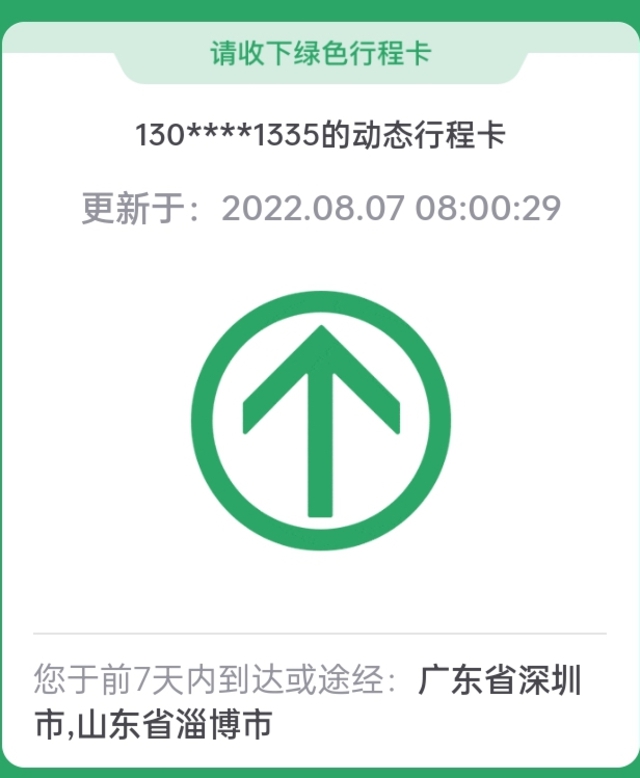 请收下绿色行程卡
130****1335的动态行程卡
更新于：2022.08.07 08:00:29
您于前7天内到达或途经：广东省深圳
市,山东省淄博市